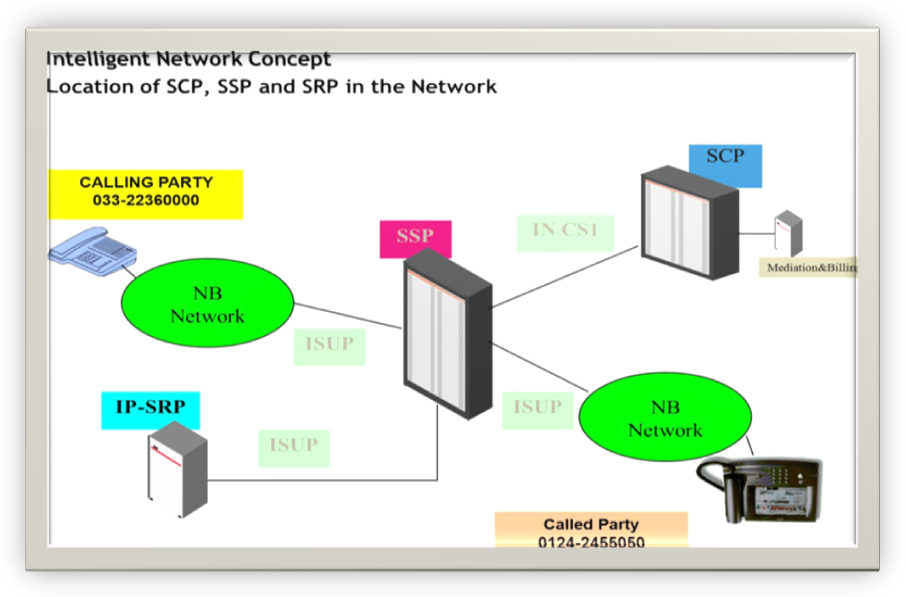 Intelligent Network Concept
Location of SCP, SSP and SRP in the Network
SCP
CALLING PARTY
033-22360000
SSP
IN CS1
Mediation&Billin
NB
Network
ISUP
IP-SRP
ISUP
NB
Network
ISUP
Called Party
0124-2455050